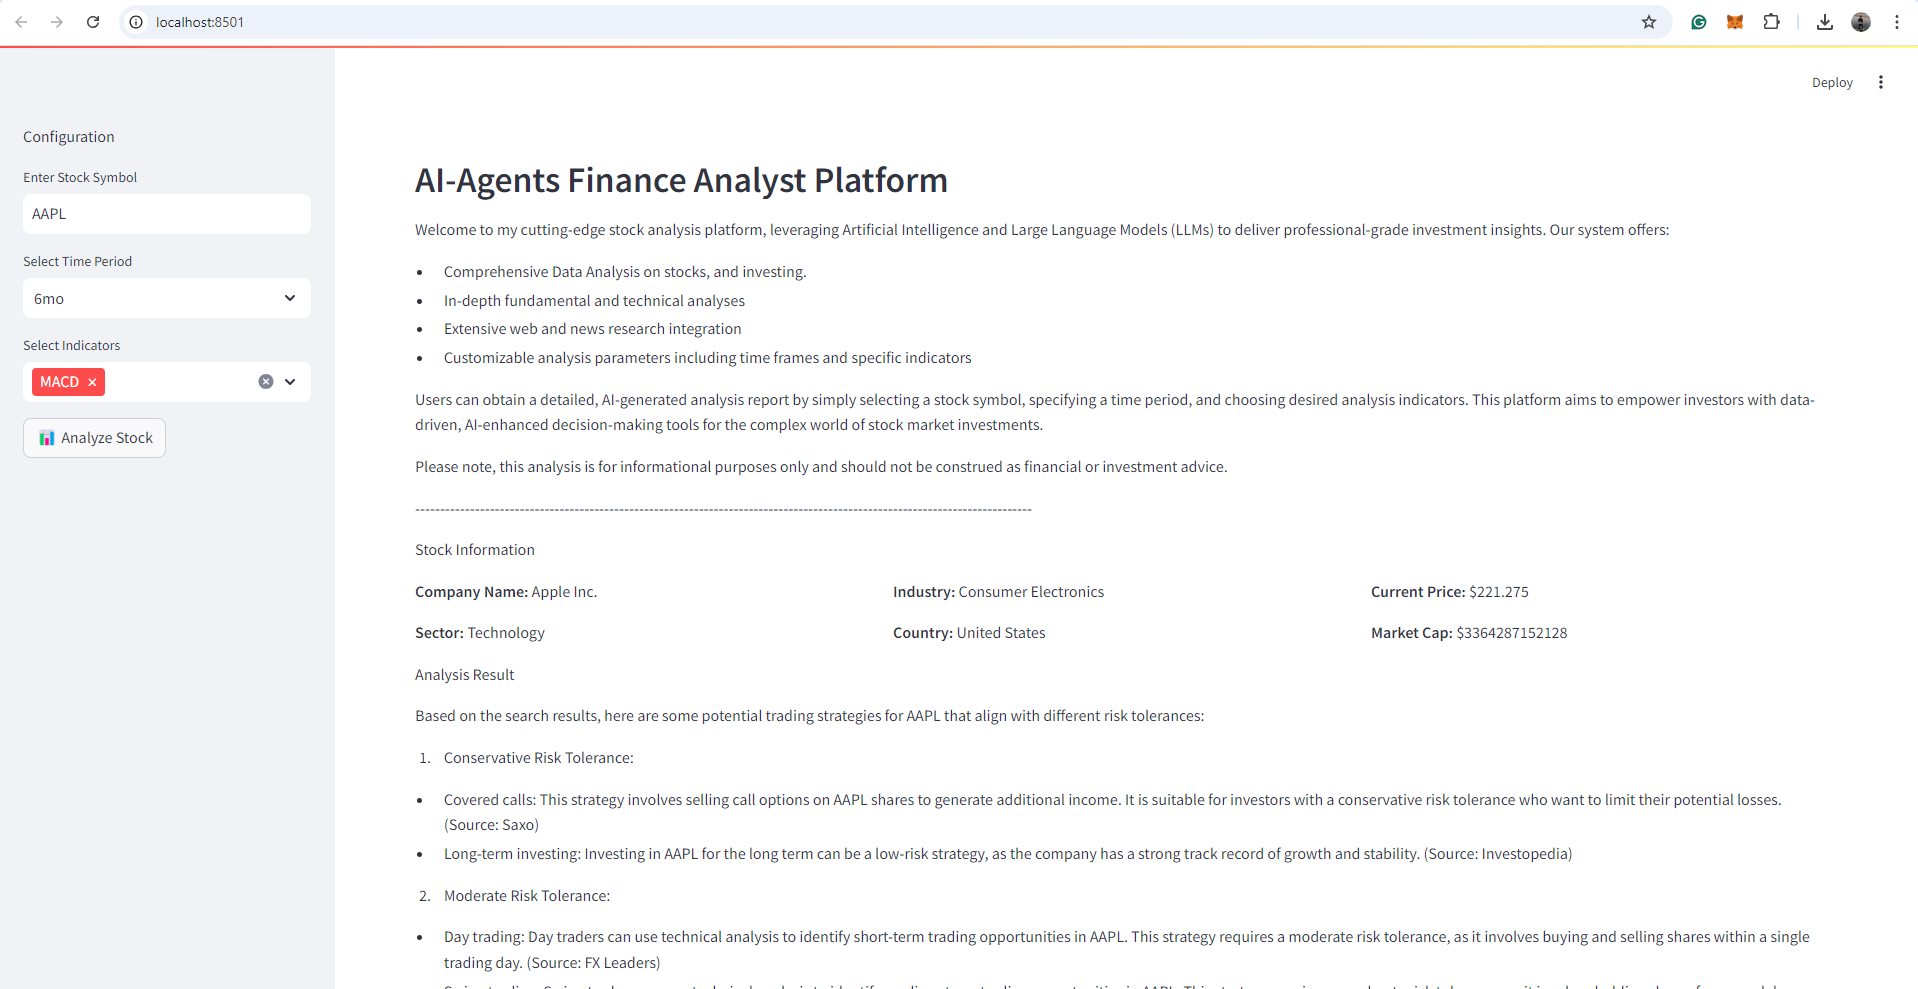 localhost:8501
Deploy
Configuration
Enter Stock Symbol
AAPL
Select Time Period
6mo
Select Indicators
MACD
Analyze Stock
AI-Agents Finance Analyst Platform
Welcome to my cutting-edge stock analysis platform, leveraging Artificial Intelligence and Large Language Models (LLMs) to deliver professional-grade investment insights. Our system offers:
• Comprehensive Data Analysis on stocks, and investing.
• In-depth fundamental and technical analyses
• Extensive web and news research integration
• Customizable analysis parameters including time frames and specific indicators
Users can obtain a detailed, AI-generated analysis report by simply selecting a stock symbol, specifying a time period, and choosing desired analysis indicators. This platform aims to empower investors with data-
driven, AI-enhanced decision-making tools for the complex world of stock market investments.
Please note, this analysis is for informational purposes only and should not be construed as financial or investment advice.
Stock Information
Company Name: Apple Inc. Industry: Consumer Electronics Current Price: $221.275
Sector: Technology Country: United States Market Cap: $3364287152128
Analysis Result
Based on the search results, here are some potential trading strategies for AAPL that align with different risk tolerances:
1. Conservative Risk Tolerance:
• Covered calls: This strategy involves selling call options on AAPL shares to generate additional income. It is suitable for investors with a conservative risk tolerance who want to limit their potential losses.
(Source: Saxo)
• Long-term investing: Investing in AAPL for the long term can be a low-risk strategy, as the company has a strong track record of growth and stability. (Source: Investopedia)
2. Moderate Risk Tolerance:
• Day trading: Day traders can use technical analysis to identify short-term trading opportunities in AAPL. This strategy requires a moderate risk tolerance, as it involves buying and selling shares within a single
trading day. (Source: FX Leaders)